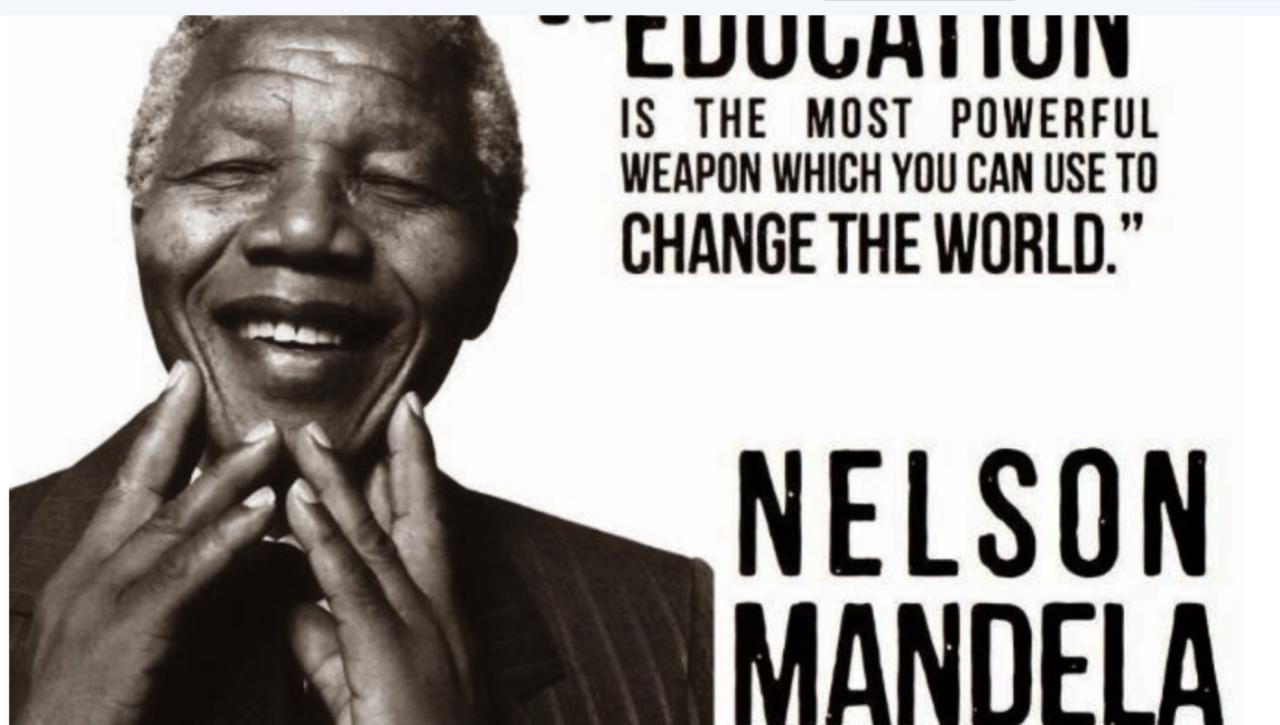 “EDUCATION
IS THE MOST POWERFUL
WEAPON WHICH YOU CAN USE TO
CHANGE THE WORLD.”
NELSON
MANDELA